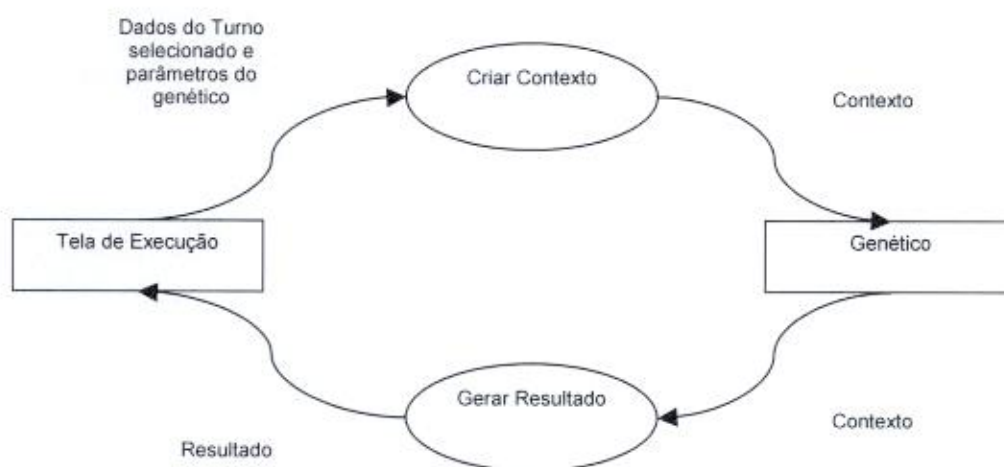 Dados do Turno
selecionado e
parâmetros do
genético
Criar Contexto
Contexto
Tela de Execução
Genético
Gerar Resultado
Contexto
Resultado